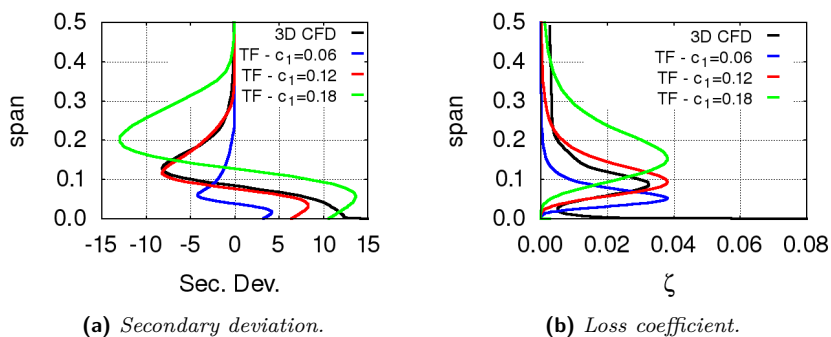 3D CFD
TF - c1=0.06
TF - c1=0.12
TF - c1=0.18
span
0.5
0.4
0.3
0.2
0.1
0.0
-15 -10 -5 0 5 10 15
Sec. Dev.
(a) Secondary deviation.
3D CFD
TF - c1=0.06
TF - c1=0.12
TF - c1=0.18
span
0.5
0.4
0.3
0.2
0.1
0.0
0.00 0.02 0.04 0.06 0.08
ζ
(b) Loss coefficient.